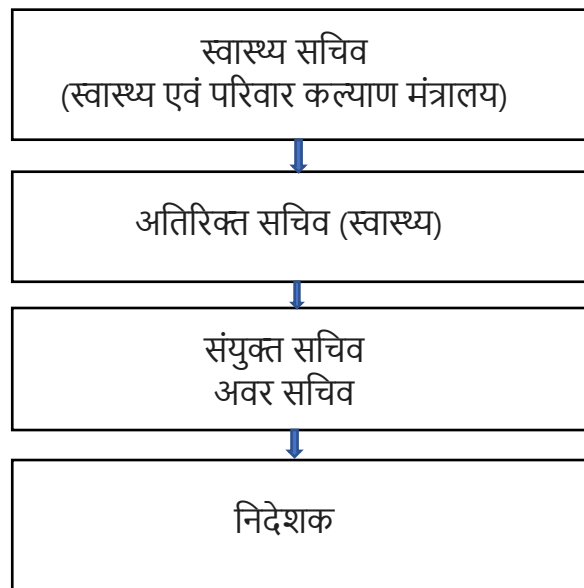 स्वास्थ्य सचिव
(स्वास्थ्य एवं परिवार कल्याण मंत्रालय)
अतिरिक्त सचिव (स्वास्थ्य)
संयुक्त सचिव
अवर सचिव
निदेशक